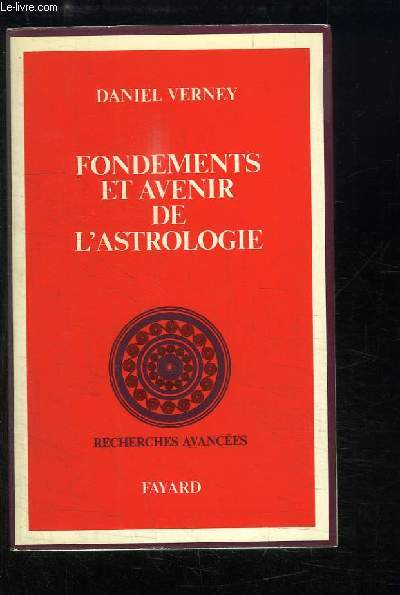 Le-livre.com
DANIEL VERNEY
FONDEMENTS
ET AVENIR
DE
L'ASTROLOGIE
RECHERCHES AVANCÉES
FAYARD